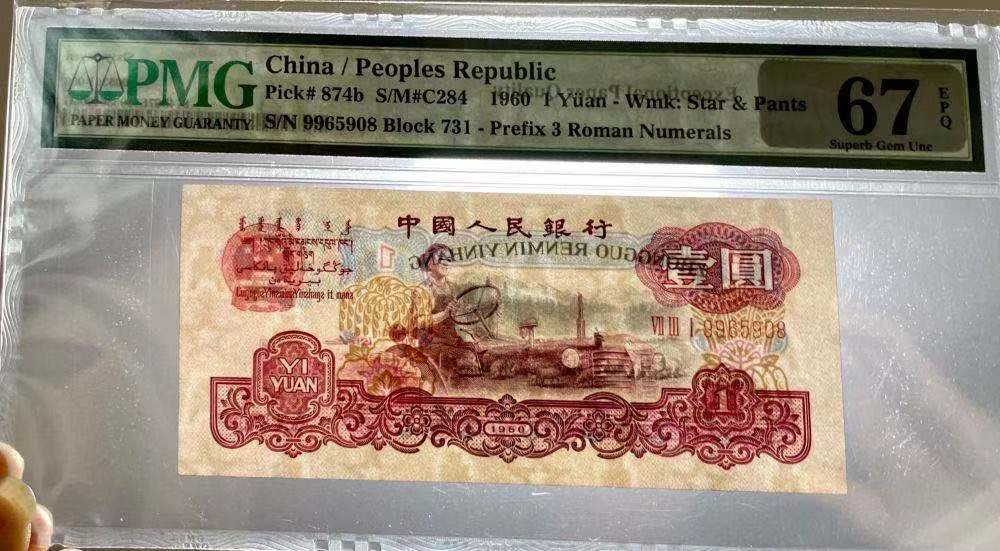 PMG
PAPER MONEY GUARANTY
China / Peoples Republic
Pick# 874b S/M#C284 1960 1 Yüan - Wmk: Star & Pants
S/N 9965908 Block 731 - Prefix 3 Roman Numerals
67
EPQ
Superb Gem Unc
中國人民銀行
壹圓
VII III I 9965908
YI
YUAN
1960
1